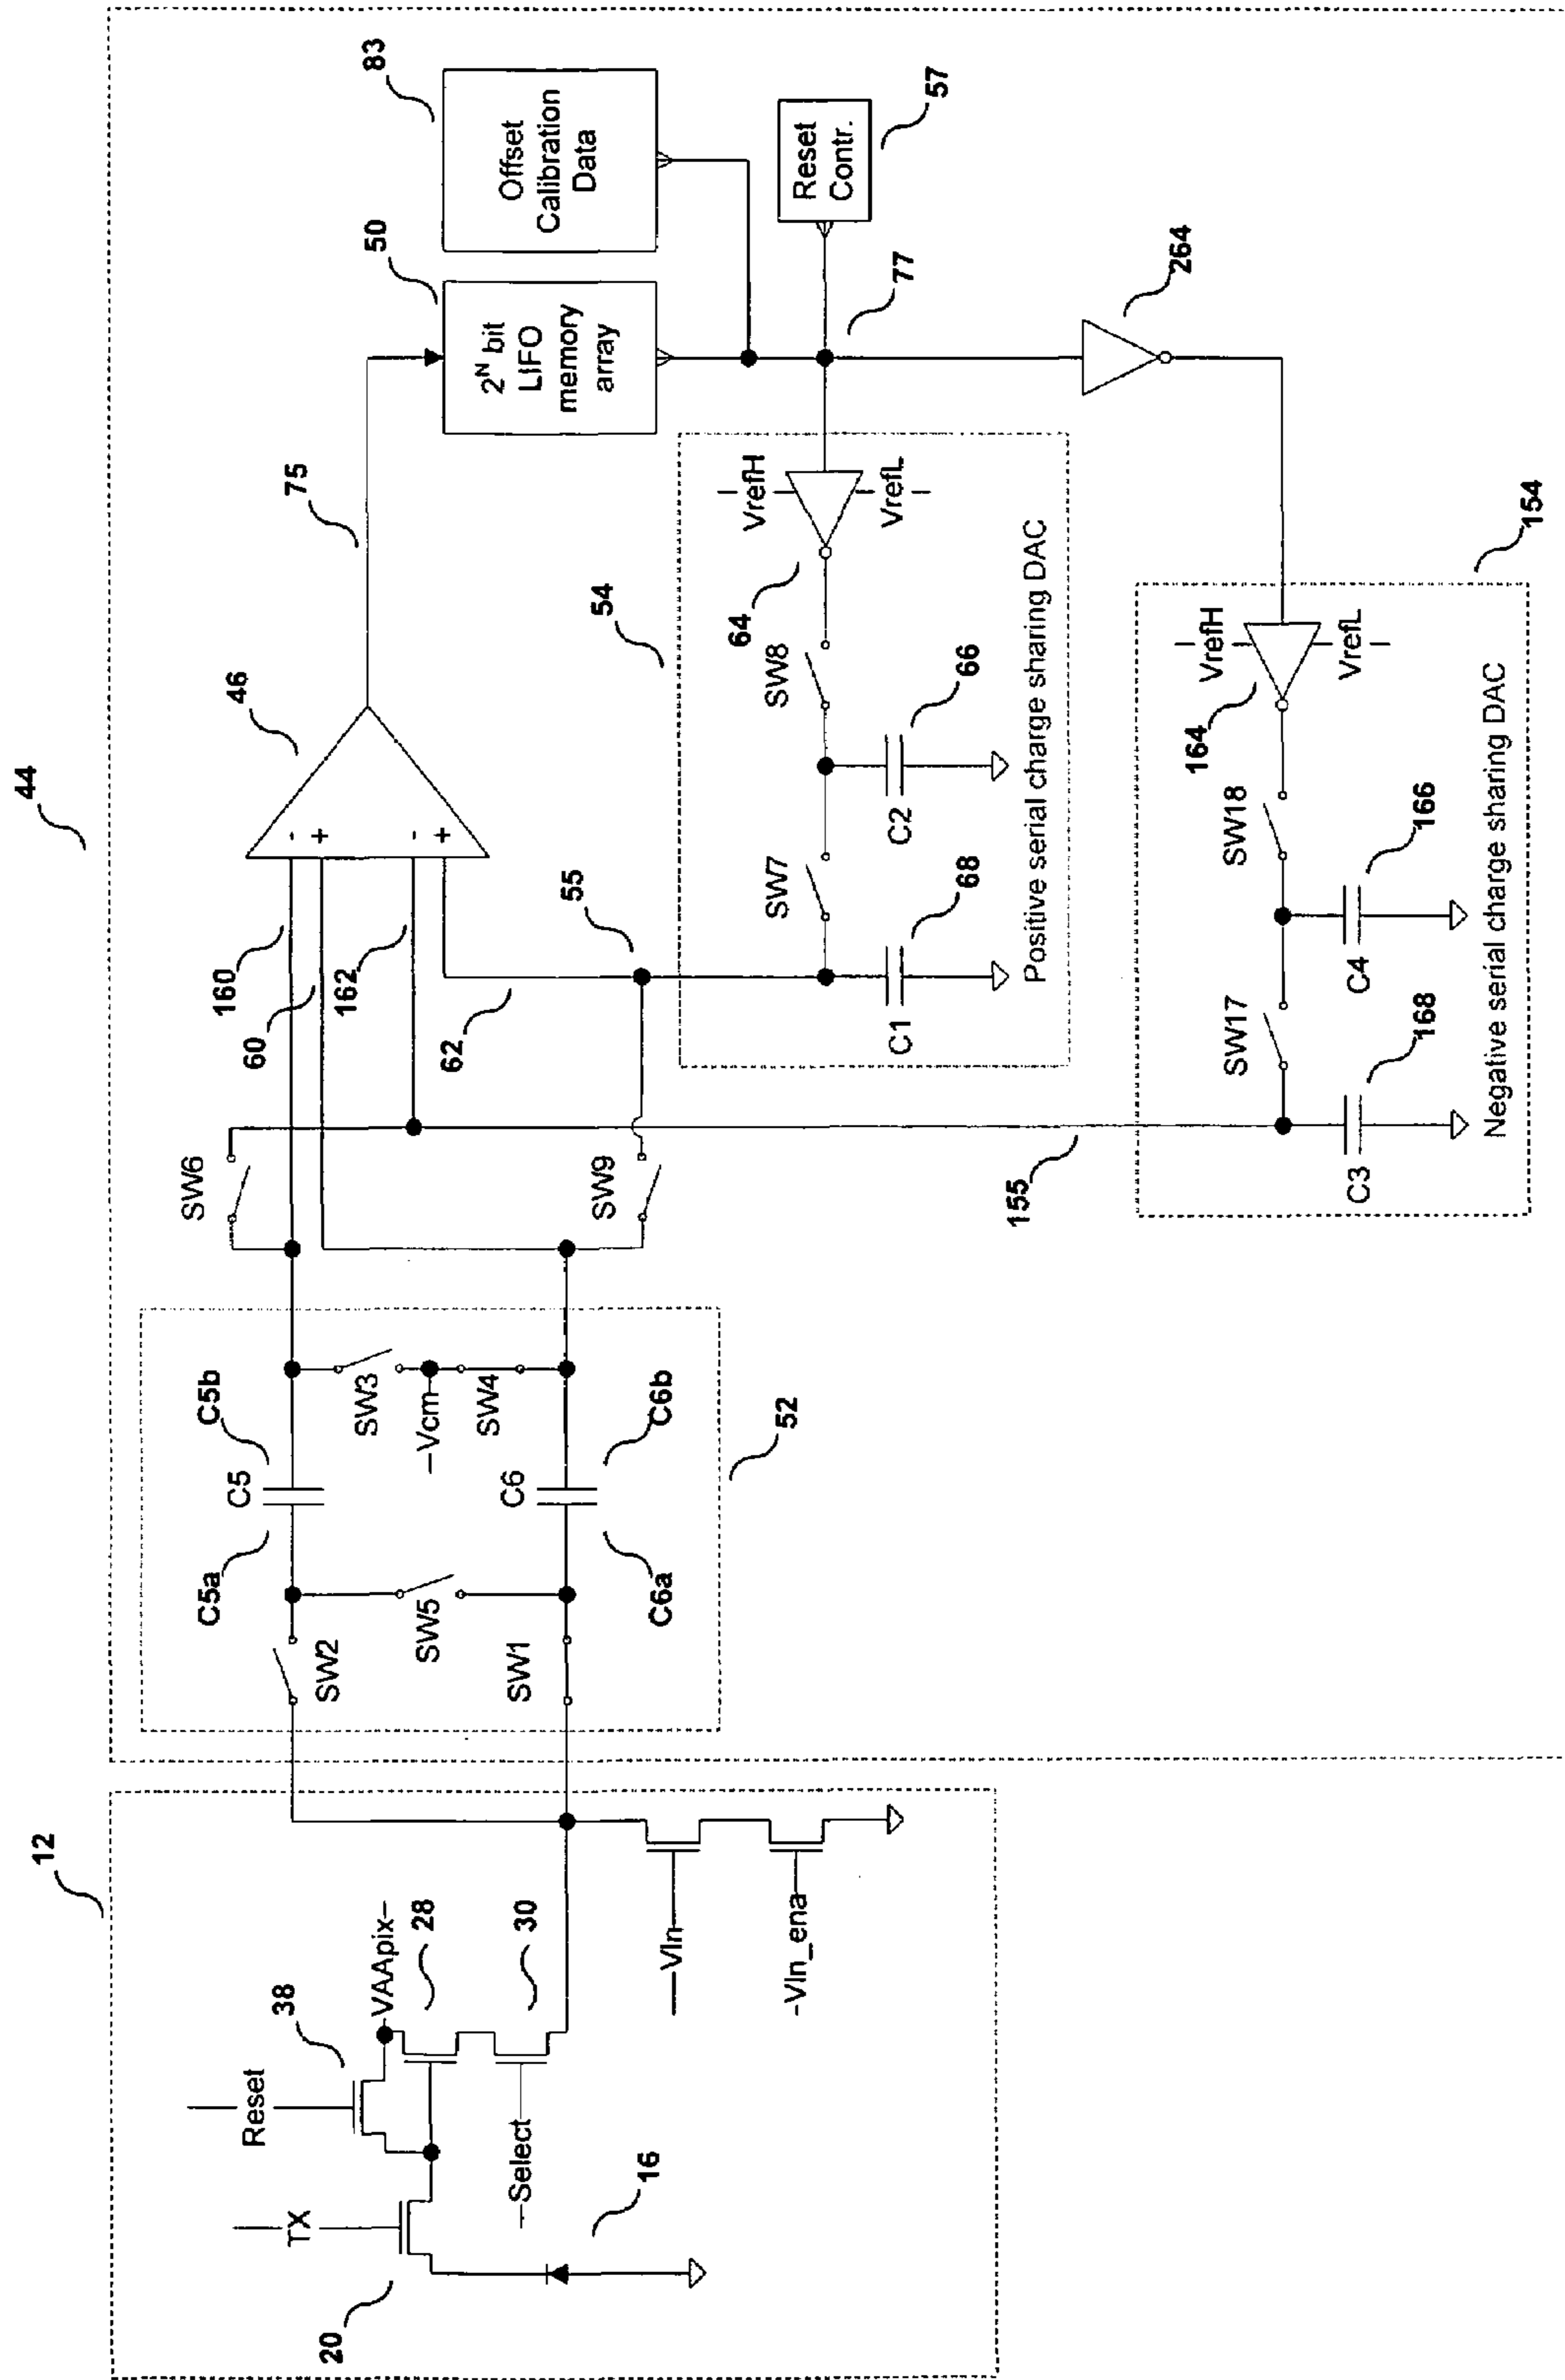 44
12
46
75
50
83
2N bit
LIFO
memory
array
Offset
Calibration
Data
Reset
Contr.
57
77
264
160
60
162
62
55
54
SW6
SW9
155
VrefH
VrefL
64
SW8
66
C2
SW7
68
C1
Positive serial charge sharing DAC
154
VrefH
VrefL
164
SW18
166
C4
SW17
168
C3
Negative serial charge sharing DAC
C5b
C5
C5a
SW3
Vcm
SW4
C6b
C6
C6a
SW5
SW2
SW1
52
Reset
38
VAApix
28
30
TX
Select
16
20
Vln
Vln_ena